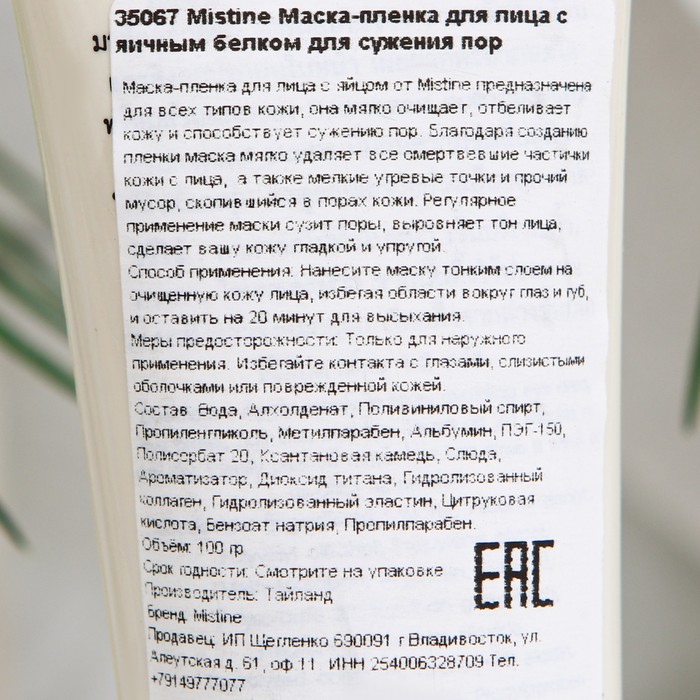 35067 Mistine Маска-пленка для лица с
яичным белком для сужения пор
Маска-пленка для лица с яйцом от Mistine предназначена
для всех типов кожи, она мягко очищает, отбеливает
кожу и способствует сужению пор. Благодаря созданию
пленки маска мягко удаляет все омертвевшие частички
кожи с лица, а также мелкие угревые точки и прочий
мусор, скопившийся в порах кожи. Регулярное
применение маски сузит поры, выровняет тон лица,
сделает вашу кожу гладкой и упругой.
Способ применения: Нанесите маску тонким слоем на
очищенную кожу лица, избегая области вокруг глаз и губ,
и оставить на 20 минут для высыхания.
Меры предосторожности: Только для наружного
применения. Избегайте контакта с глазами, слизистыми
оболочками или поврежденной кожей.
Состав: Вода, Алхолденат, Поливиниловый спирт,
Пропиленгликоль, Метилпарабен, Альбумин, ПЭГ-150,
Полисорбат 20, Ксантановая камедь, Слюда,
Ароматизатор, Диоксид титана, Гидролизованный
коллаген, Гидролизованный эластин, Цитруковая
кислота, Бензоат натрия, Пропилпарабен.
Объём: 100 гр
Срок годности: Смотрите на упаковке
Производитель: Тайланд
Бренд: Mistine
Продавец: ИП Щегленко 690091 г Владивосток, ул.
Алеутская д. 61, оф 11. ИНН 254006328709 Тел.
+79149777077
EAC